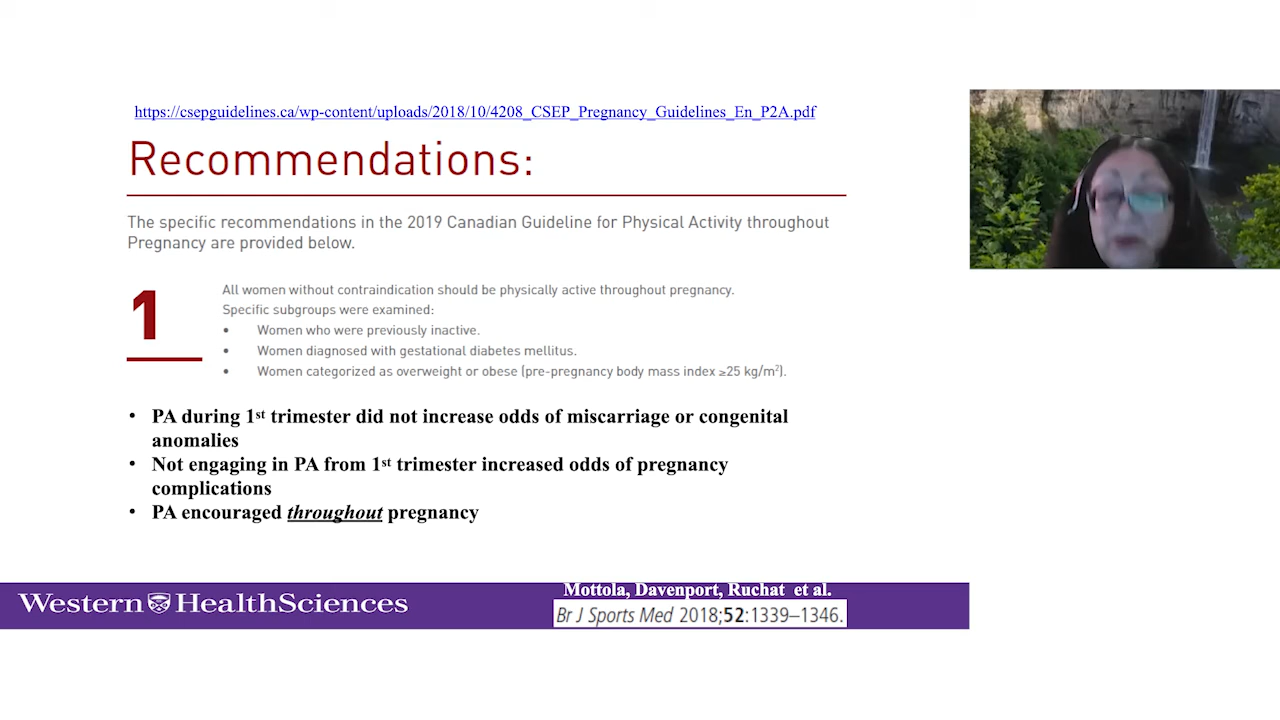 https://csepguidelines.ca/wp-content/uploads/2018/10/4208_CSEP_Pregnancy_Guidelines_En_P2A.pdf
Recommendations:
The specific recommendations in the 2019 Canadian Guideline for Physical Activity throughout
Pregnancy are provided below.
1
All women without contraindication should be physically active throughout pregnancy.
Specific subgroups were examined:
• Women who were previously inactive.
• Women diagnosed with gestational diabetes mellitus.
• Women categorized as overweight or obese (pre-pregnancy body mass index ≥25 kg/m²).
• PA during 1st trimester did not increase odds of miscarriage or congenital
anomalies
• Not engaging in PA from 1st trimester increased odds of pregnancy
complications
• PA encouraged throughout pregnancy
Western HealthSciences
Mottola, Davenport, Ruchat et al.
Br J Sports Med 2018;52:1339–1346.